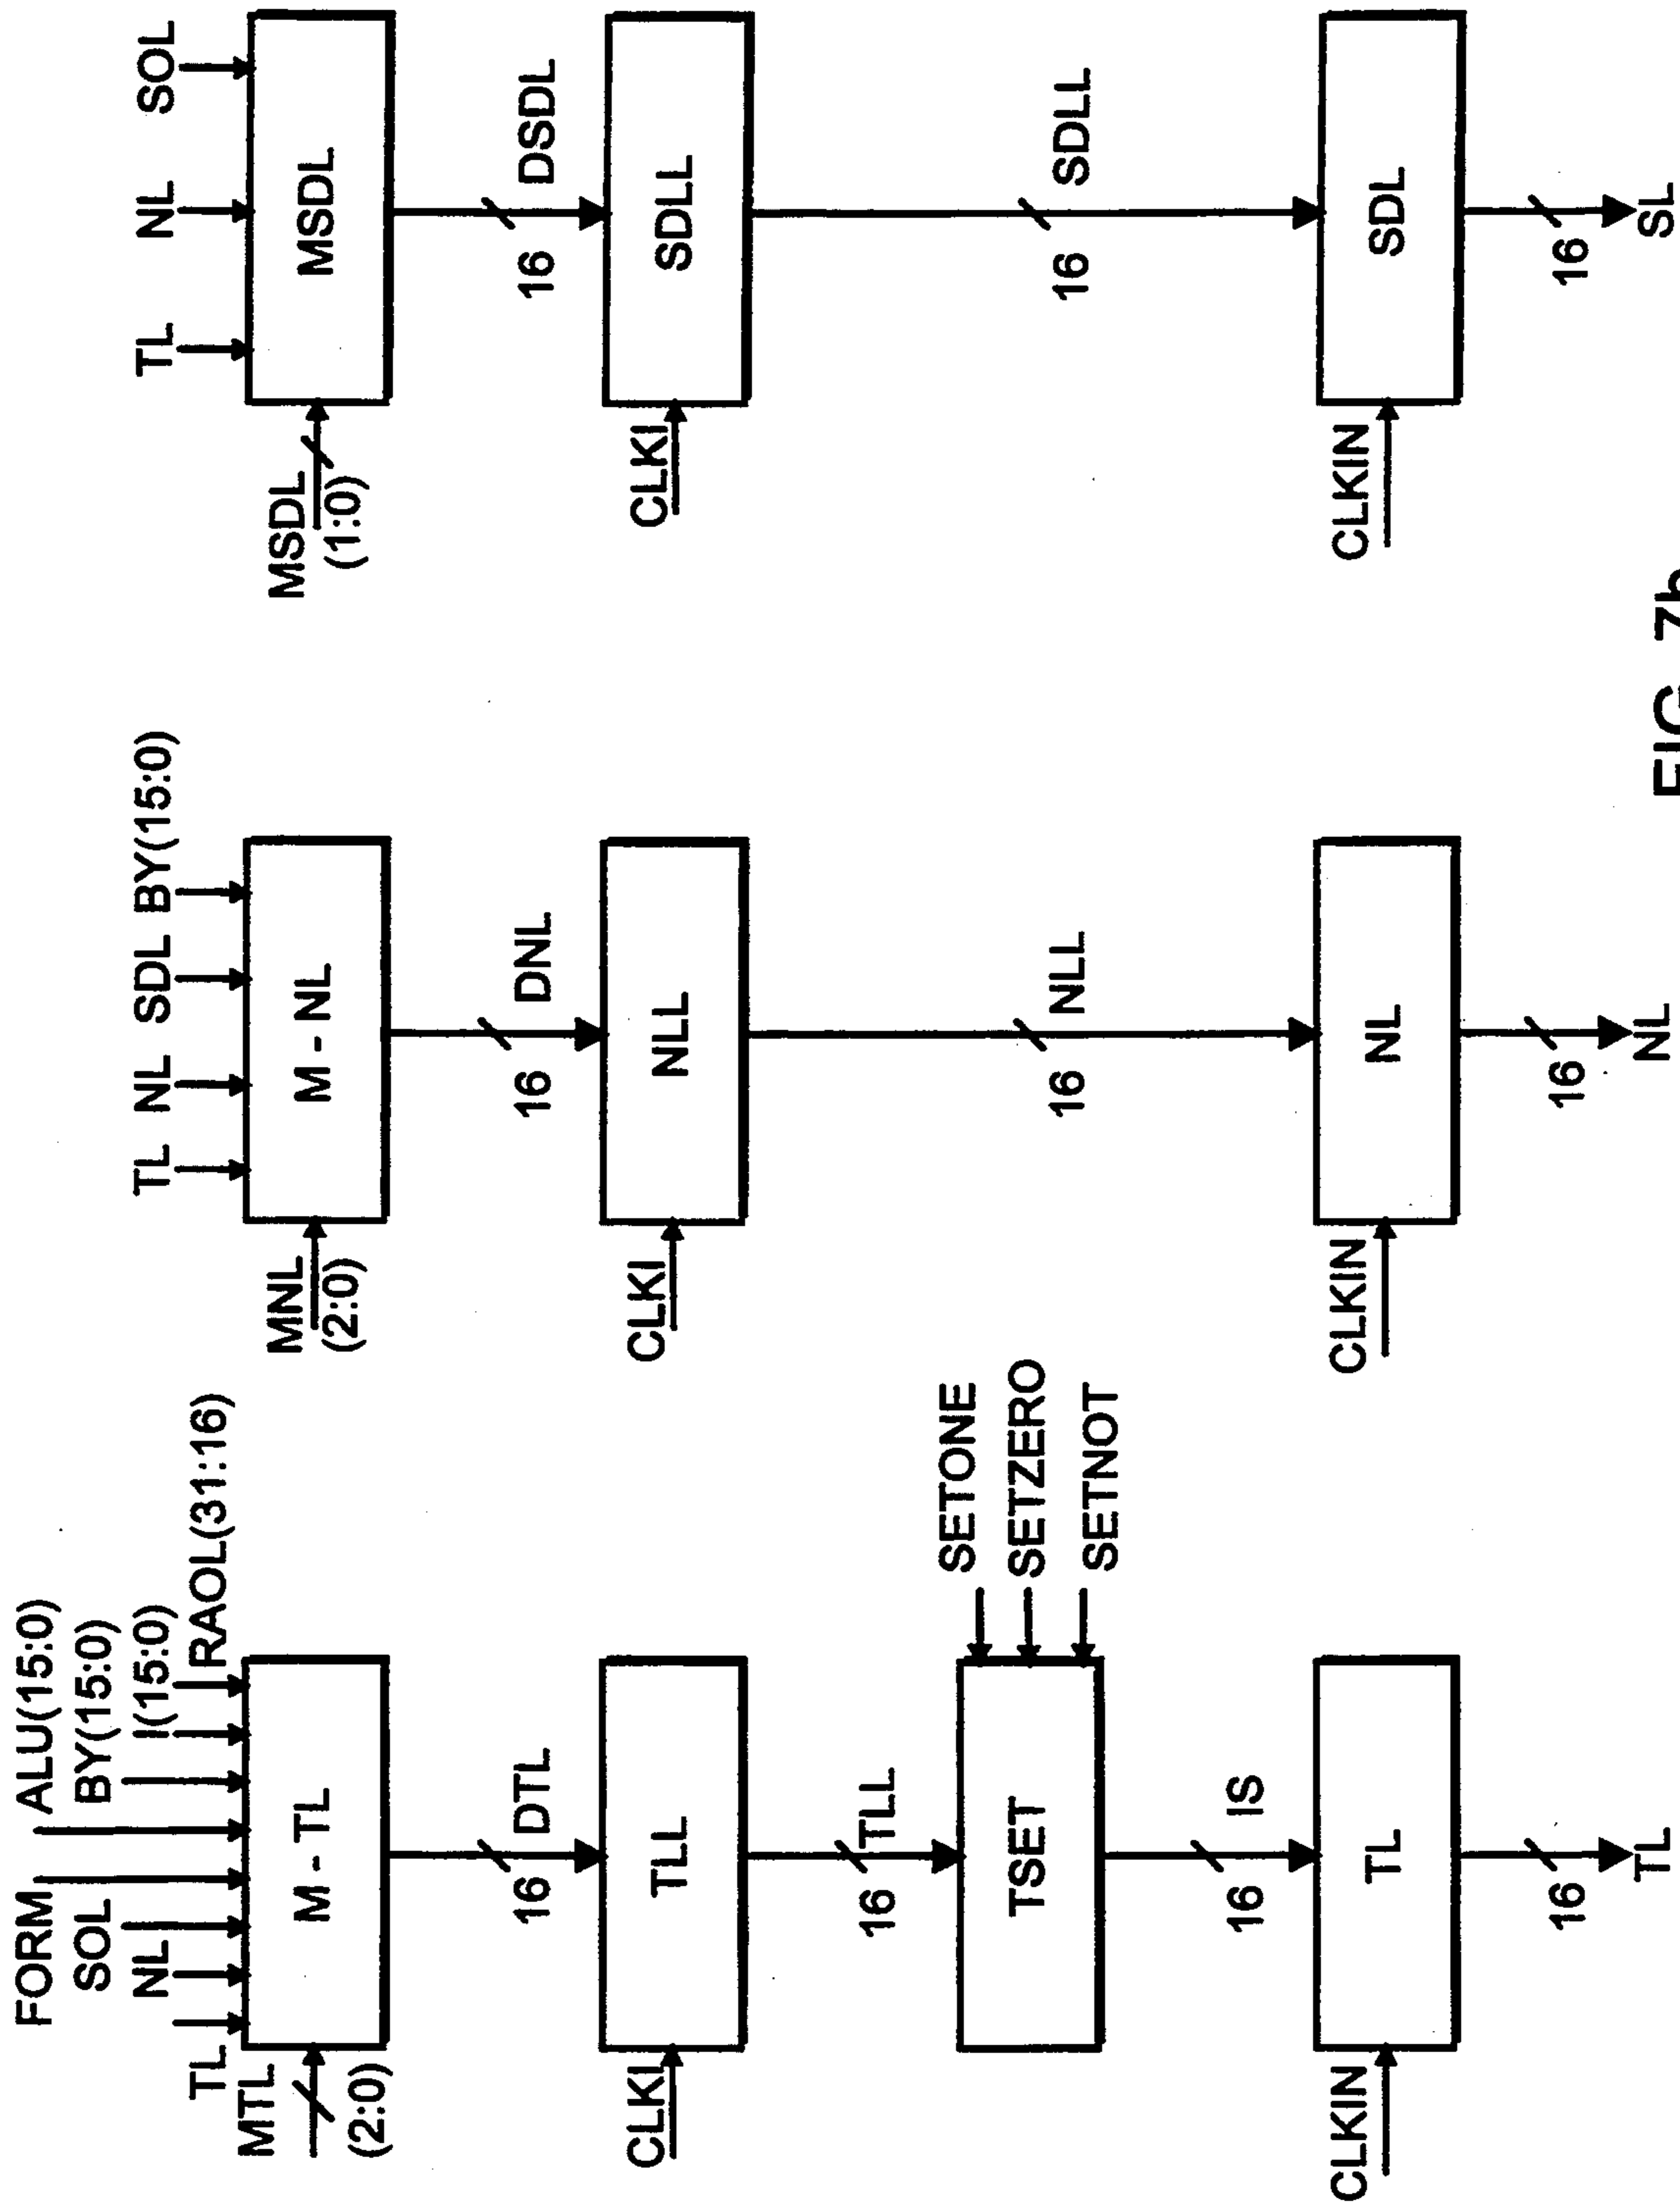 FORM
ALU(15:0)
SOL
BY(15:0)
NL
I(15:0)
TL
RAOL(31:16)
MTL
(2:0)
M - TL
16
DTL
CLKI
TLL
16
TLL
SETONE
SETZERO
SETNOT
TSET
16
IS
CLKIN
TL
16
TL
TL
NL
SDL
BY(15:0)
MNL
(2:0)
M - NL
16
DNL
CLKI
NLL
16
NLL
CLKIN
NL
16
NL
TL
NL
SOL
MSDL
(1:0)
MSDL
16
DSDL
CLKI
SDLL
16
SDLL
CLKIN
SDL
16
SL
FIG 7b